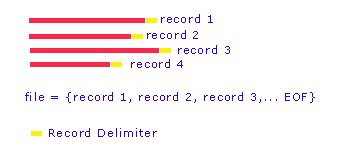 record 1
record 2
record 3
record 4
file = {record 1, record 2, record 3,... EOF}
Record Delimiter